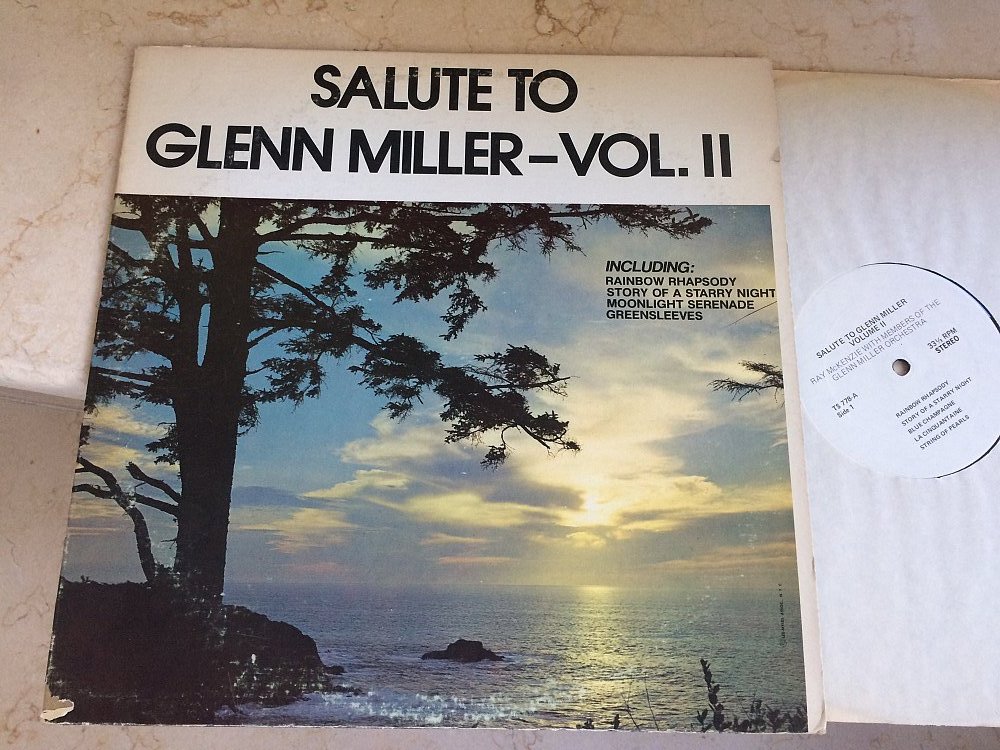 SALUTE TO
GLENN MILLER – VOL. II
INCLUDING:
RAINBOW RHAPSODY
STORY OF A STARRY NIGHT
MOONLIGHT SERENADE
GREENSLEEVES
SALUTE TO GLENN MILLER
VOLUME II
RAY McKENZIE WITH MEMBERS OF THE
GLENN MILLER ORCHESTRA
33⅓ RPM
STEREO
TS 778-A
Side 1
RAINBOW RHAPSODY
STORY OF A STARRY NIGHT
BLUE CHAMPAGNE
LA CINQUANTAINE
STRING OF PEARLS